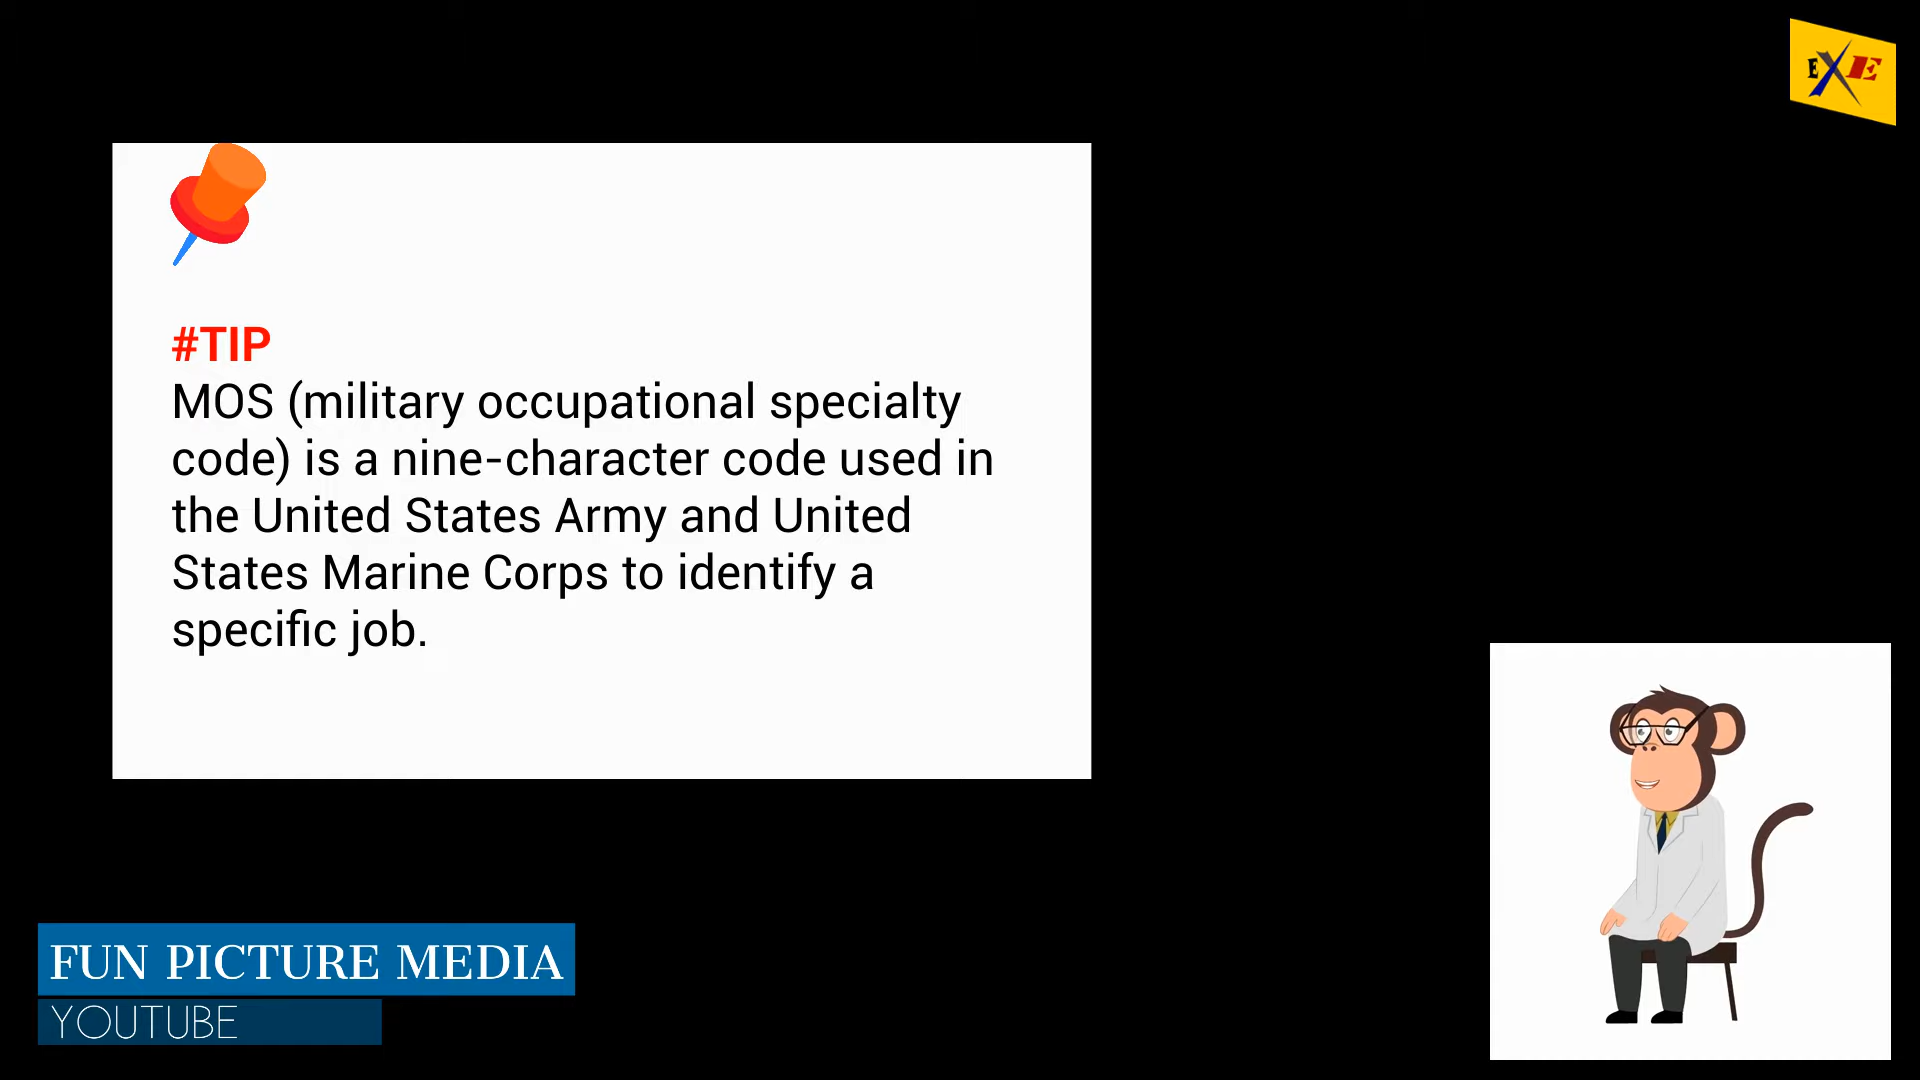 EXE
#TIP
MOS (military occupational specialty
code) is a nine-character code used in
the United States Army and United
States Marine Corps to identify a
specific job.
FUN PICTURE MEDIA
YOUTUBE